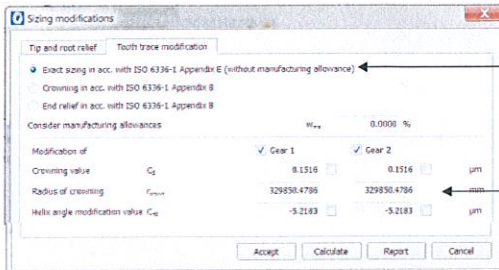 Sizing modifications
Tip and root relief Tooth trace modification
Exact sizing in acc. with ISO 6336-1 Appendix E (without manufacturing allowance)
Crowning in acc. with ISO 6336-1 Appendix B
End relief in acc. with ISO 6336-1 Appendix B
Consider manufacturing allowances 0.0000 %
Modification of Gear 1 Gear 2
Crowning value 0.1516 μm
Radius of crowning 329850.4786 329850.4786 mm
Helix angle modification value -5.2183 -5.2183 μm
Accept Calculate Report Cancel